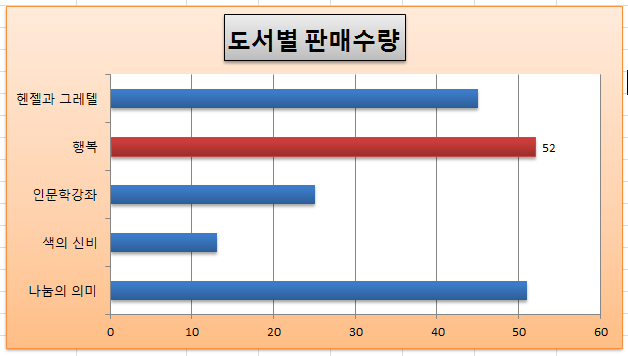 도서별 판매수량
헨젤과 그레텔
행복
52
인문학강좌
색의 신비
나눔의 의미
0 10 20 30 40 50 60